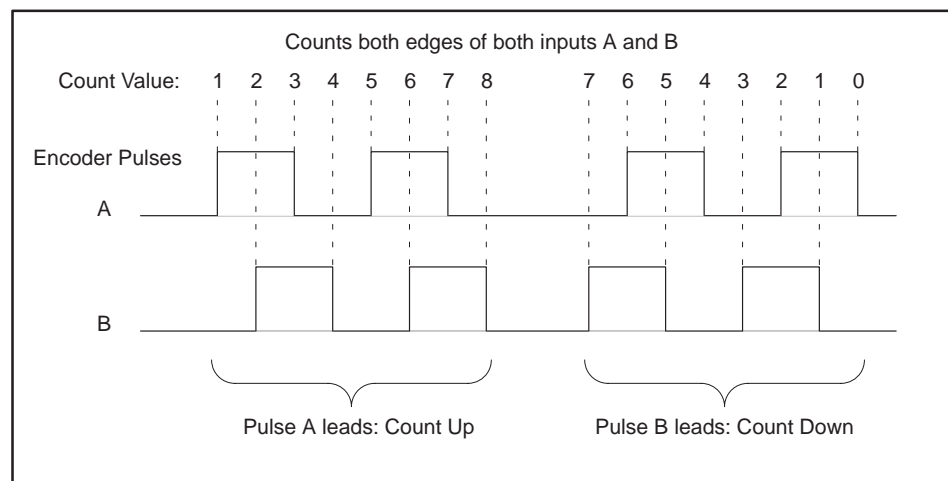 Counts both edges of both inputs A and B
Count Value: 1 2 3 4 5 6 7 8 7 6 5 4 3 2 1 0
Encoder Pulses
A
B
Pulse A leads: Count Up Pulse B leads: Count Down